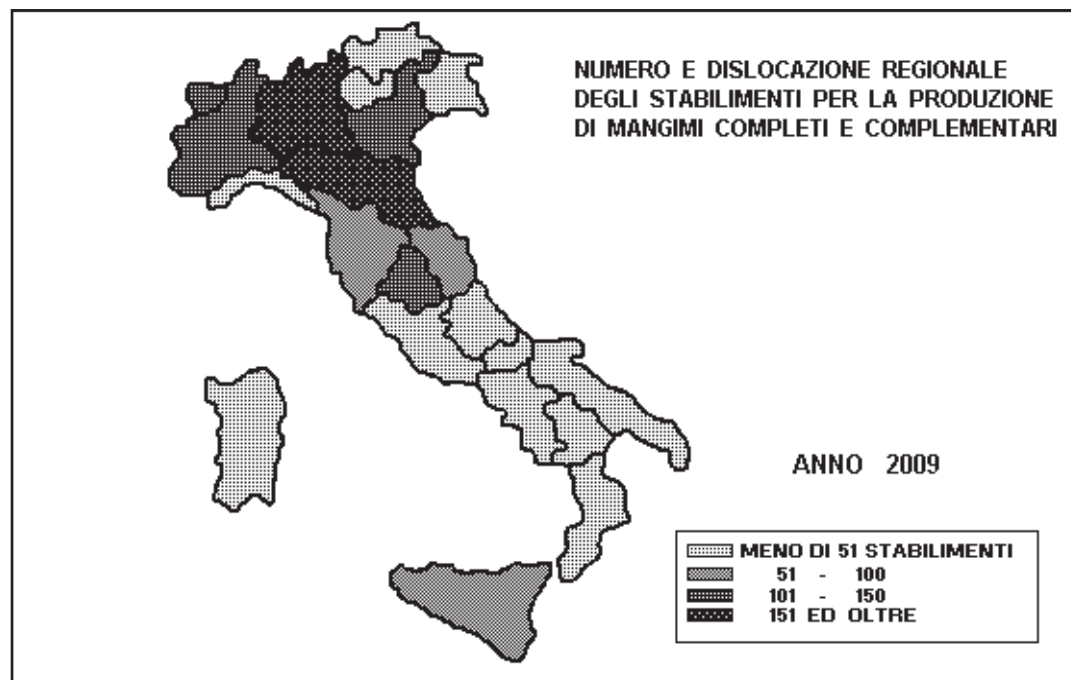 NUMERO E DISLOCAZIONE REGIONALE
DEGLI STABILIMENTI PER LA PRODUZIONE
DI MANGIMI COMPLETI E COMPLEMENTARI
ANNO 2009
MENO DI 51 STABILIMENTI
51 - 100
101 - 150
151 ED OLTRE